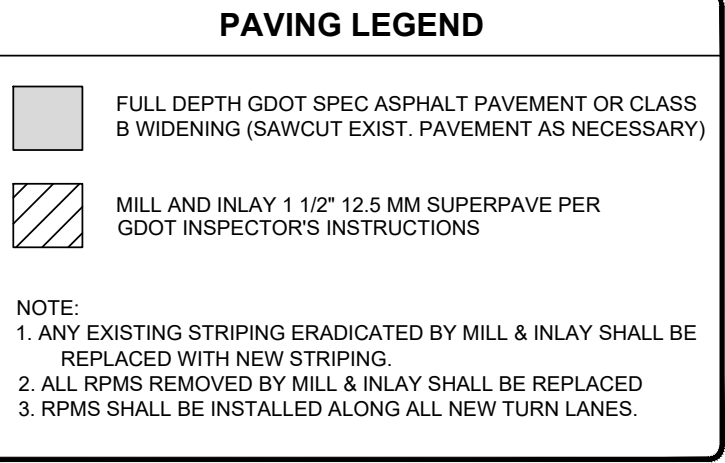 PAVING LEGEND
FULL DEPTH GDOT SPEC ASPHALT PAVEMENT OR CLASS
B WIDENING (SAWCUT EXIST. PAVEMENT AS NECESSARY)
MILL AND INLAY 1 1/2" 12.5 MM SUPERPAVE PER
GDOT INSPECTOR'S INSTRUCTIONS
NOTE:
1. ANY EXISTING STRIPING ERADICATED BY MILL & INLAY SHALL BE
REPLACED WITH NEW STRIPING.
2. ALL RPMS REMOVED BY MILL & INLAY SHALL BE REPLACED
3. RPMS SHALL BE INSTALLED ALONG ALL NEW TURN LANES.